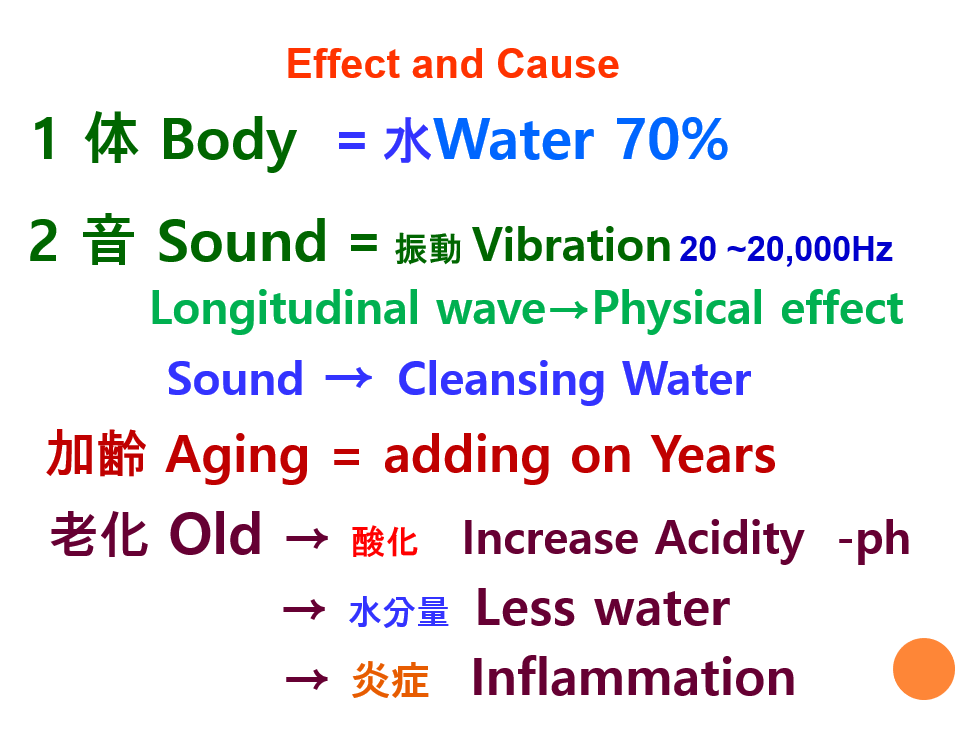 Effect and Cause
1 体 Body = 水Water 70%
2 音 Sound = 振動 Vibration 20 ~20,000Hz
Longitudinal wave→Physical effect
Sound → Cleansing Water
加齢 Aging = adding on Years
老化 Old → 酸化 Increase Acidity -ph
→ 水分量 Less water
→ 炎症 Inflammation